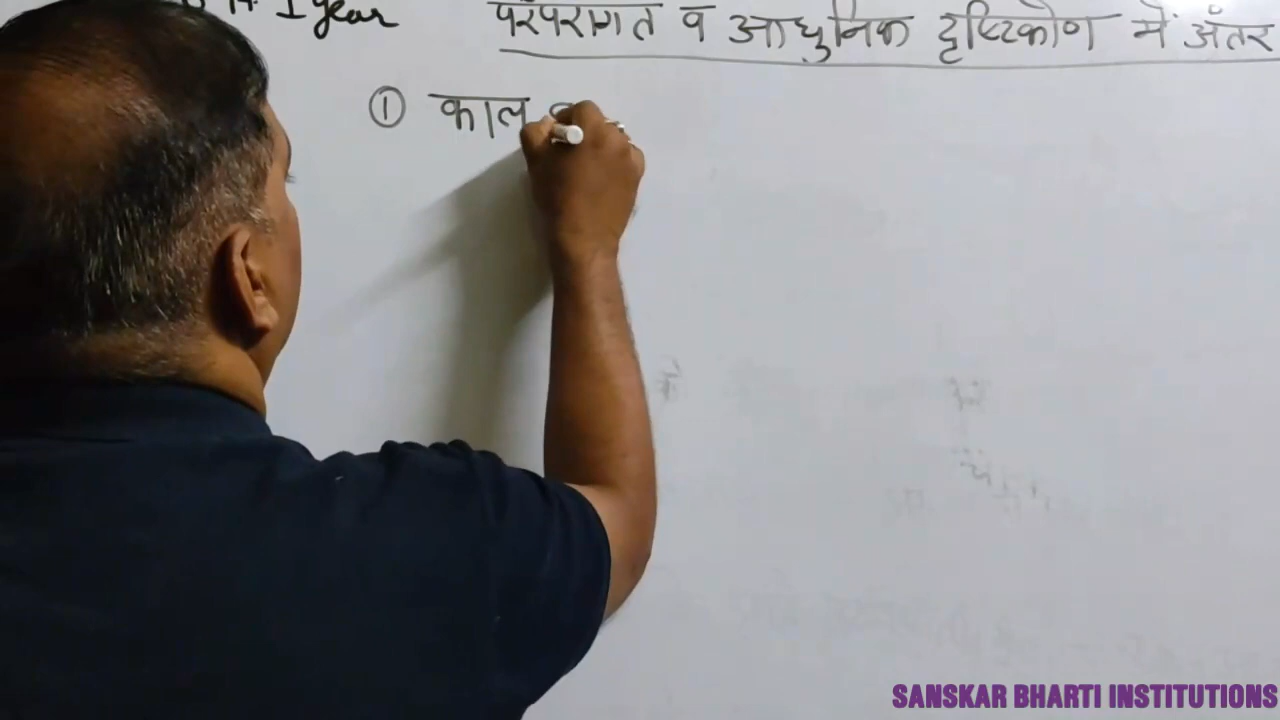 I year
परंपरागत व आधुनिक दृष्टिकोण में अंतर
① काल
SANSKAR BHARTI INSTITUTIONS